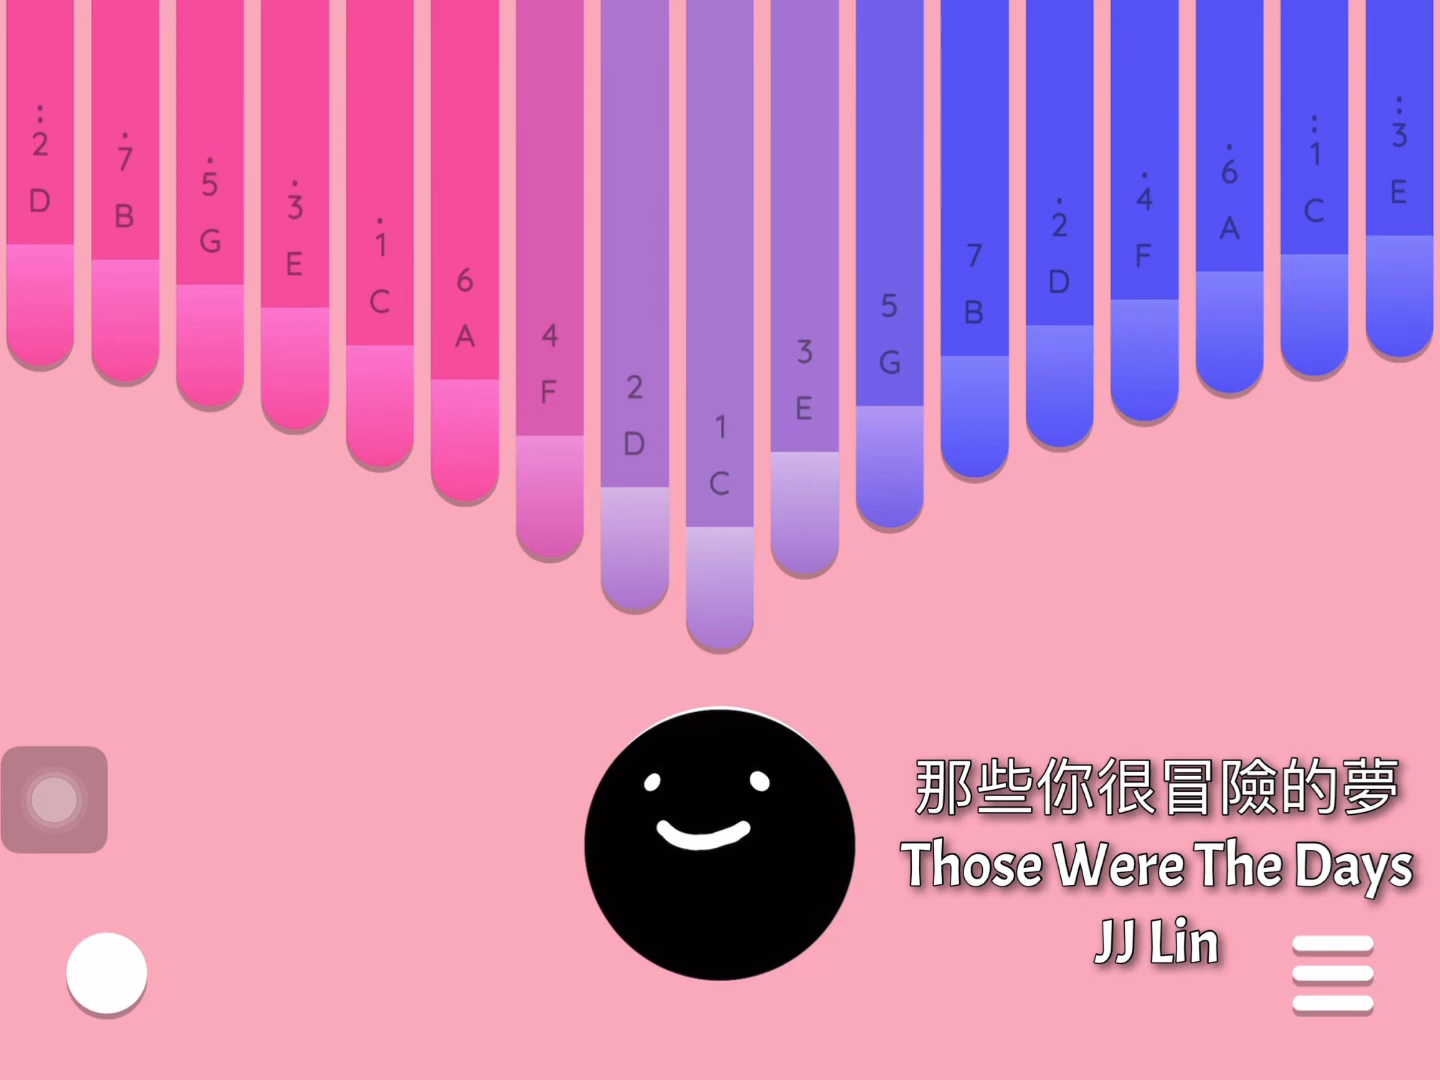 2̤ 7̇ 5̇ 3̇ 1̇ 6 4 2 1 3 5 7 2̇ 4̇ 6̇ 1̤ 3̤
D B G E C A F D C E G B D F A C E
那些你很冒險的夢
Those Were The Days
JJ Lin